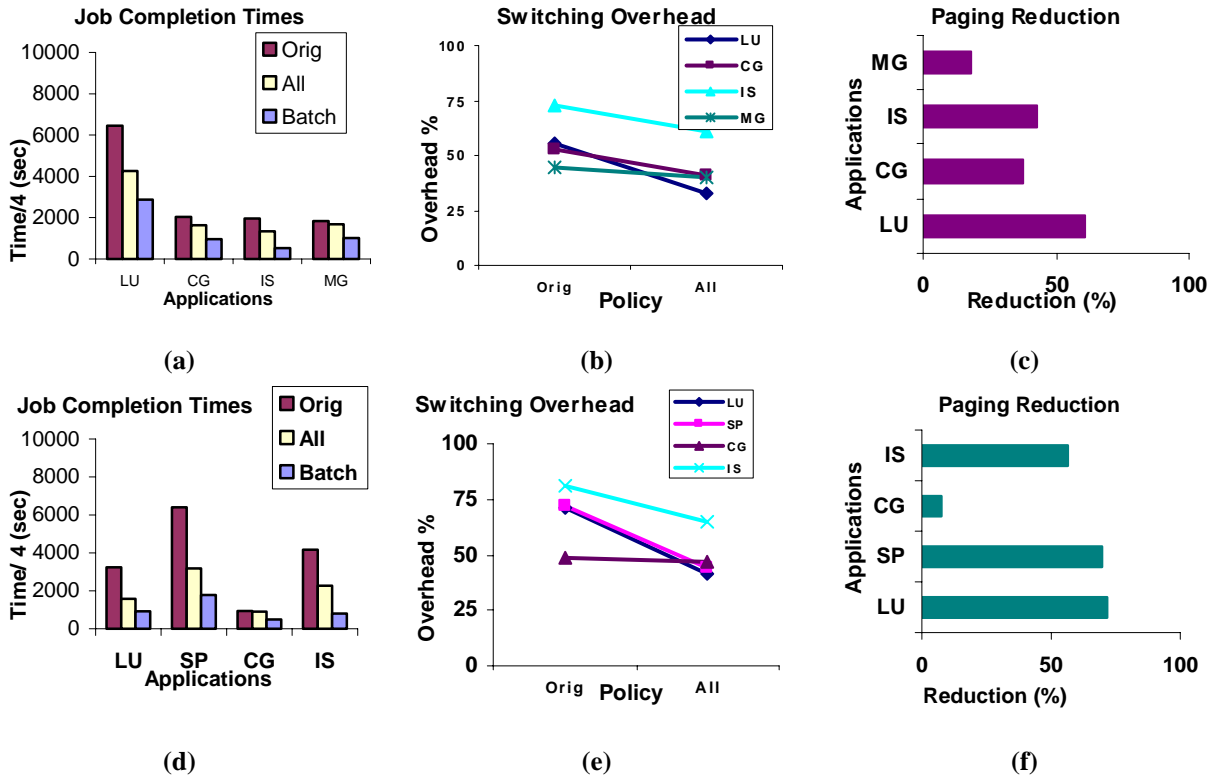 Job Completion Times
10000
8000
6000
4000
2000
0
Time/4 (sec)
Orig
All
Batch
LU CG IS MG
Applications
(a)
Switching Overhead
100
75
50
25
0
Overhead %
LU
CG
IS
MG
Orig All
Policy
(b)
Paging Reduction
MG
IS
CG
LU
Applications
0 50 100
Reduction (%)
(c)
Job Completion Times
10000
8000
6000
4000
2000
0
Time/ 4 (sec)
Orig
All
Batch
LU SP CG IS
Applications
(d)
Switching Overhead
100
75
50
25
0
Overhead %
LU
SP
CG
IS
Orig All
Policy
(e)
Paging Reduction
IS
CG
SP
LU
Applications
0 50 100
Reduction (%)
(f)